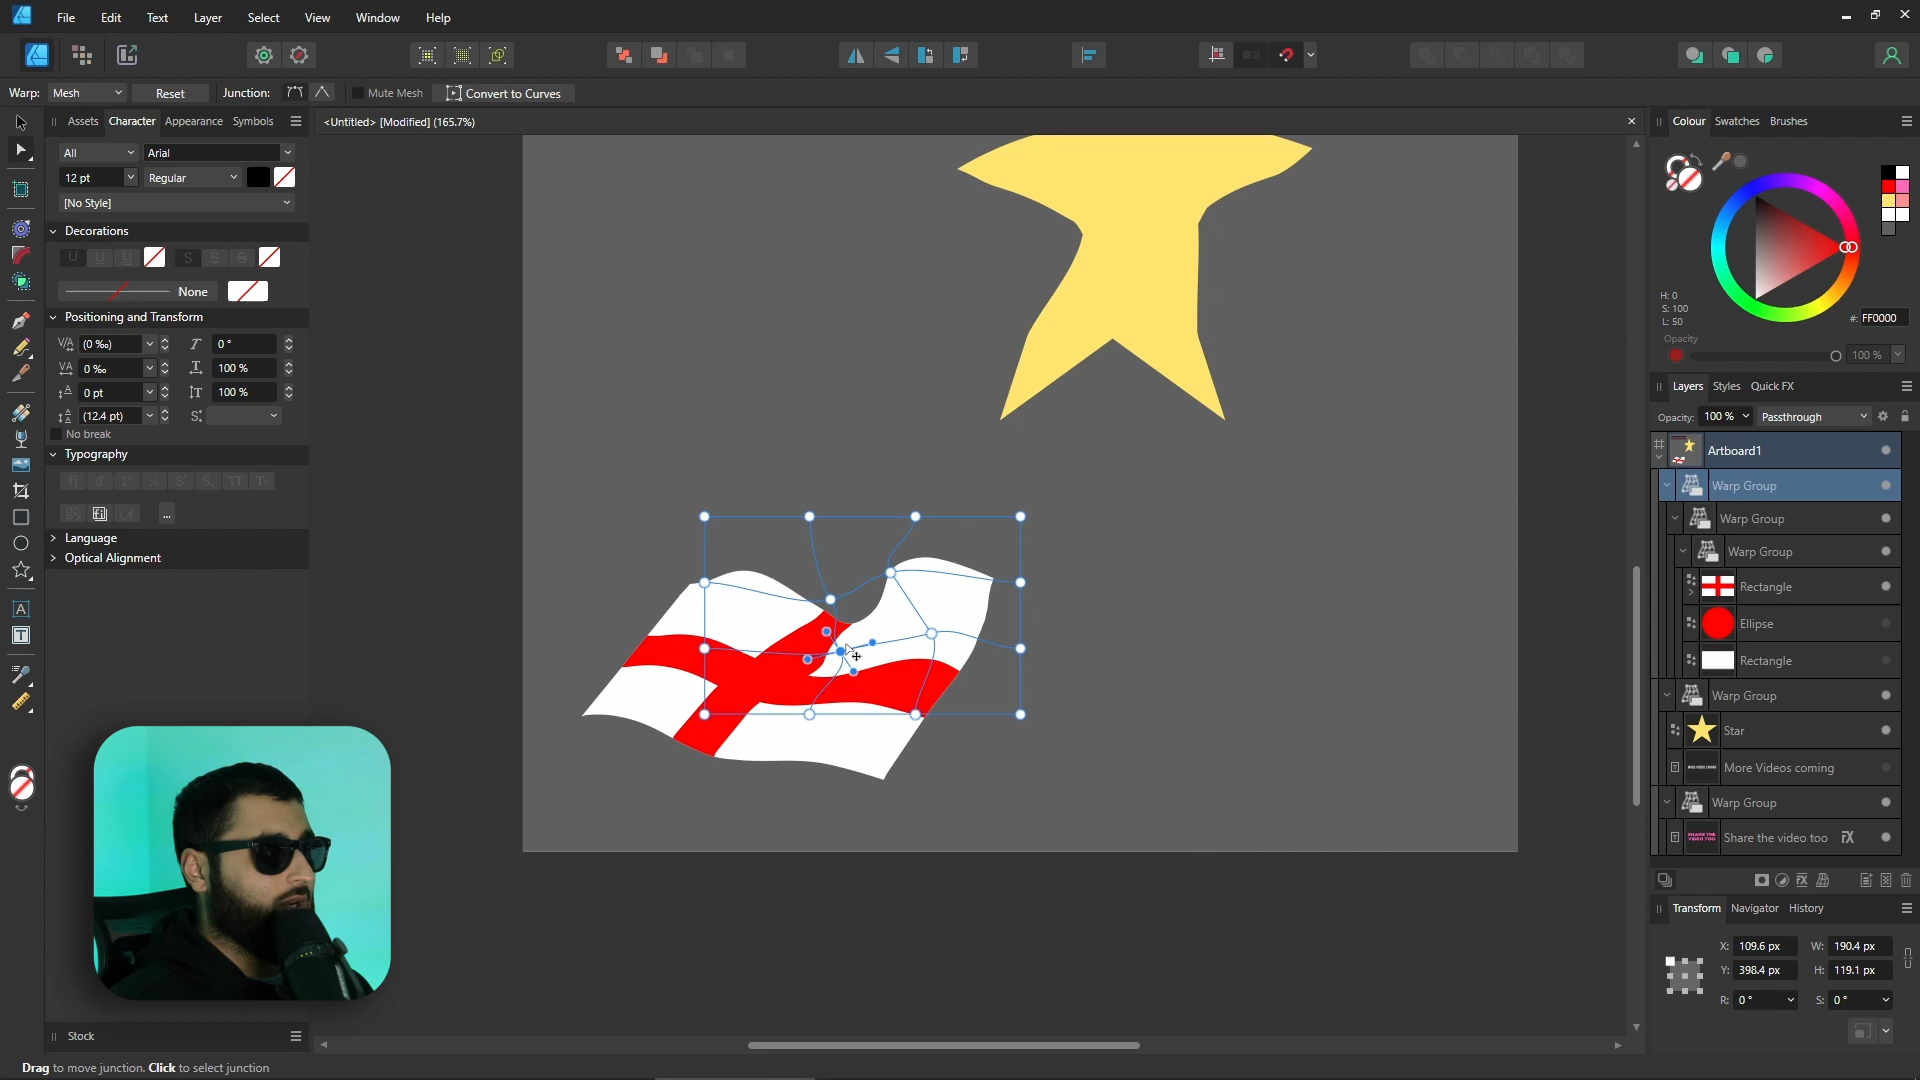 File Edit Text Layer Select View Window Help
Warp: Mesh Reset Junction: Mute Mesh Convert to Curves
Assets Character Appearance Symbols
<Untitled> [Modified] (165.7%)
Colour Swatches Brushes
All Arial
12 pt Regular
[No Style]
Decorations
None
Positioning and Transform
(0 ‰) 0 °
0 ‰ 100 %
0 pt 100 %
(12.4 pt)
No break
Typography
Language
Optical Alignment
H: 0
S: 100
L: 50
#: FF0000
Opacity
100 %
Layers Styles Quick FX
Opacity: 100 % Passthrough
Artboard1
Warp Group
Warp Group
Warp Group
Rectangle
Ellipse
Rectangle
Warp Group
Star
More Videos coming
Warp Group
SHARE THE
VIDEO TOO
Share the video too
Transform Navigator History
X: 109.6 px W: 190.4 px
Y: 398.4 px H: 119.1 px
R: 0 ° S: 0 °
Stock
Drag to move junction. Click to select junction